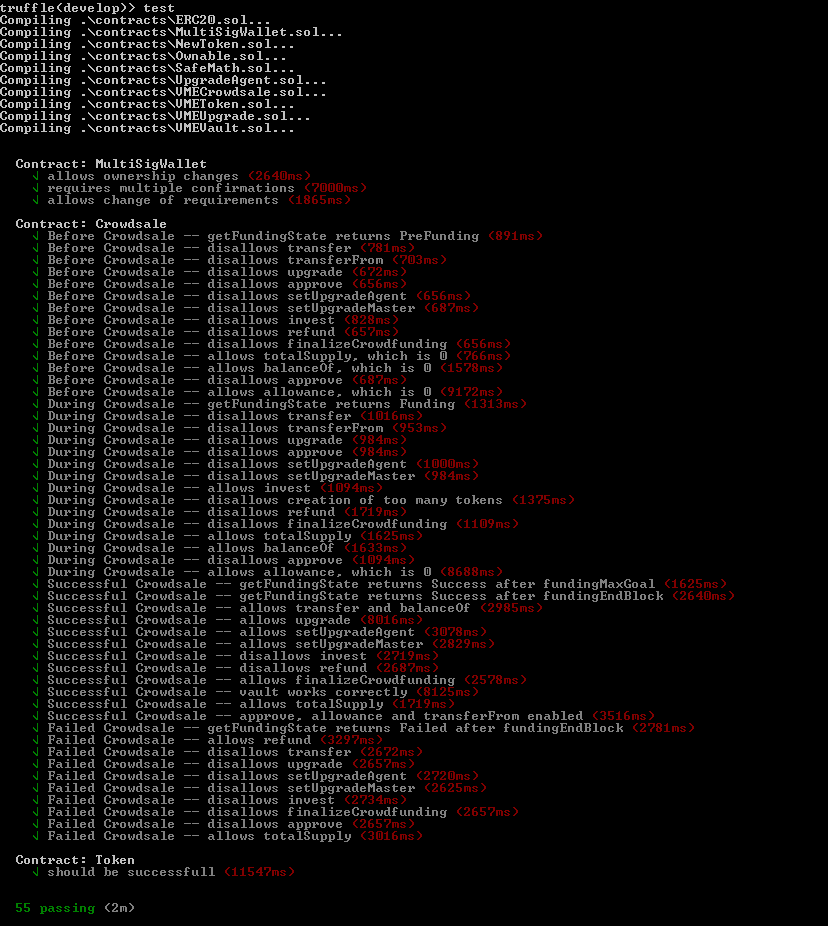 truffle(develop)> test
Compiling .\contracts\ERC20.sol...
Compiling .\contracts\MultiSigWallet.sol...
Compiling .\contracts\NewToken.sol...
Compiling .\contracts\Ownable.sol...
Compiling .\contracts\SafeMath.sol...
Compiling .\contracts\UpgradeAgent.sol...
Compiling .\contracts\VMECrowdsale.sol...
Compiling .\contracts\VMEToken.sol...
Compiling .\contracts\VMEUpgrade.sol...
Compiling .\contracts\VMEVault.sol...
Contract: MultiSigWallet
√ allows ownership changes (2640ms)
√ requires multiple confirmations (7000ms)
√ allows change of requirements (1865ms)
Contract: Crowdsale
√ Before Crowdsale -- getFundingState returns PreFunding (891ms)
√ Before Crowdsale -- disallows transfer (781ms)
√ Before Crowdsale -- disallows transferFrom (703ms)
√ Before Crowdsale -- disallows upgrade (672ms)
√ Before Crowdsale -- disallows approve (656ms)
√ Before Crowdsale -- disallows setUpgradeAgent (656ms)
√ Before Crowdsale -- disallows setUpgradeMaster (687ms)
√ Before Crowdsale -- disallows invest (828ms)
√ Before Crowdsale -- disallows refund (657ms)
√ Before Crowdsale -- disallows finalizeCrowdfunding (656ms)
√ Before Crowdsale -- allows totalSupply, which is 0 (766ms)
√ Before Crowdsale -- allows balanceOf, which is 0 (1578ms)
√ Before Crowdsale -- disallows approve (687ms)
√ Before Crowdsale -- allows allowance, which is 0 (9172ms)
√ During Crowdsale -- getFundingState returns Funding (1313ms)
√ During Crowdsale -- disallows transfer (1016ms)
√ During Crowdsale -- disallows transferFrom (953ms)
√ During Crowdsale -- disallows upgrade (984ms)
√ During Crowdsale -- disallows approve (984ms)
√ During Crowdsale -- disallows setUpgradeAgent (1000ms)
√ During Crowdsale -- disallows setUpgradeMaster (984ms)
√ During Crowdsale -- allows invest (1094ms)
√ During Crowdsale -- disallows creation of too many tokens (1375ms)
√ During Crowdsale -- disallows refund (1719ms)
√ During Crowdsale -- disallows finalizeCrowdfunding (1109ms)
√ During Crowdsale -- allows totalSupply (1625ms)
√ During Crowdsale -- allows balanceOf (1633ms)
√ During Crowdsale -- disallows approve (1094ms)
√ During Crowdsale -- allows allowance, which is 0 (8688ms)
√ Successful Crowdsale -- getFundingState returns Success after fundingMaxGoal (1625ms)
√ Successful Crowdsale -- getFundingState returns Success after fundingEndBlock (2640ms)
√ Successful Crowdsale -- allows transfer and balanceOf (2985ms)
√ Successful Crowdsale -- allows upgrade (8016ms)
√ Successful Crowdsale -- allows setUpgradeAgent (3078ms)
√ Successful Crowdsale -- allows setUpgradeMaster (2829ms)
√ Successful Crowdsale -- disallows invest (2719ms)
√ Successful Crowdsale -- disallows refund (2687ms)
√ Successful Crowdsale -- allows finalizeCrowdfunding (2578ms)
√ Successful Crowdsale -- vault works correctly (8125ms)
√ Successful Crowdsale -- allows totalSupply (1719ms)
√ Successful Crowdsale -- approve, allowance and transferFrom enabled (3516ms)
√ Failed Crowdsale -- getFundingState returns Failed after fundingEndBlock (2781ms)
√ Failed Crowdsale -- allows refund (3297ms)
√ Failed Crowdsale -- disallows transfer (2672ms)
√ Failed Crowdsale -- disallows upgrade (2657ms)
√ Failed Crowdsale -- disallows setUpgradeAgent (2720ms)
√ Failed Crowdsale -- disallows setUpgradeMaster (2625ms)
√ Failed Crowdsale -- disallows invest (2734ms)
√ Failed Crowdsale -- disallows finalizeCrowdfunding (2657ms)
√ Failed Crowdsale -- disallows approve (2657ms)
√ Failed Crowdsale -- allows totalSupply (3016ms)
Contract: Token
√ should be successfull (11547ms)
55 passing (2m)